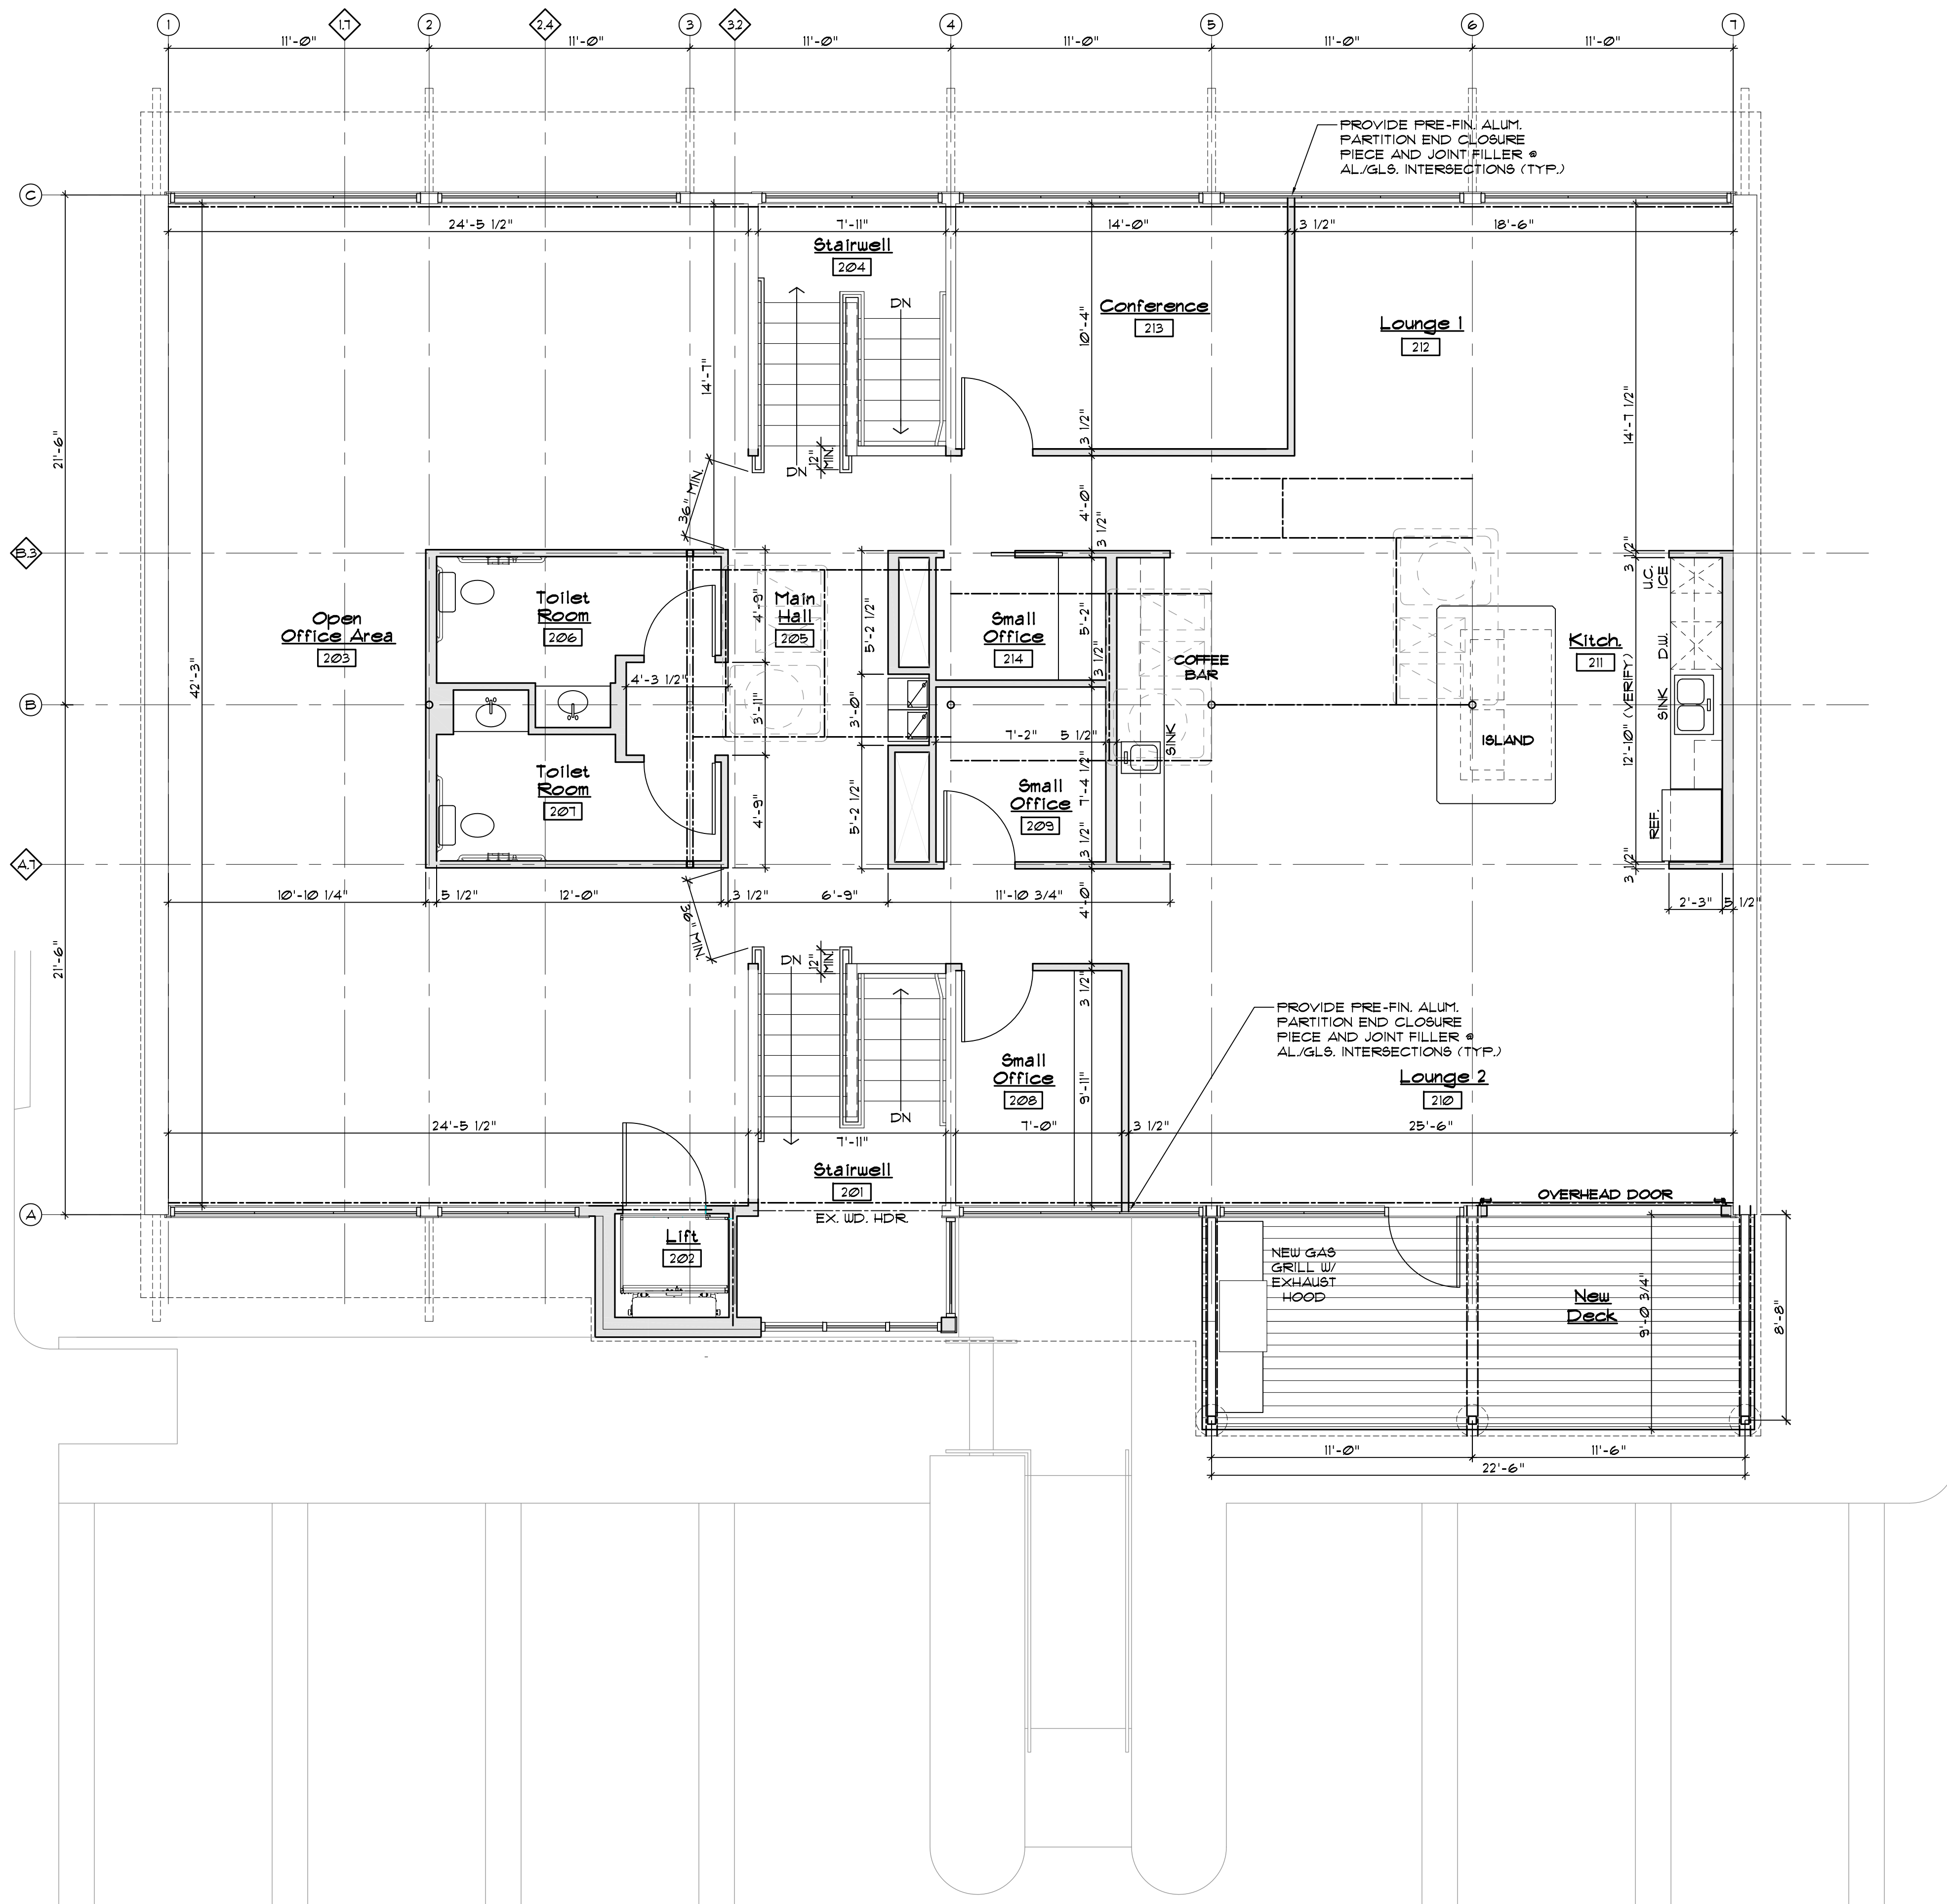 1 1.7 2 2.4 3 3.2 4 5 6 7
11'-0" 11'-0" 11'-0" 11'-0" 11'-0" 11'-0"
PROVIDE PRE-FIN. ALUM.
PARTITION END CLOSURE
PIECE AND JOINT FILLER @
AL./GLS. INTERSECTIONS (TYP.)
C
24'-5 1/2" 7'-11" 14'-0" 3 1/2" 18'-6"
Stairwell
204
DN
DN
Conference
213
Lounge 1
212
10'-4"
3 1/2"
14'-7"
14'-7 1/2"
21'-6"
12"
MIN.
36" MIN.
4'-0"
3 1/2"
3 1/2"
B.3
Open
Office Area
203
42'-3"
Toilet
Room
206
4'-9"
Main
Hall
205
5'-2 1/2"
Small
Office
214
5'-2"
3 1/2"
COFFEE
BAR
Kitch.
211
U.C.
ICE
D.W.
SINK
12'-10" (VERIFY)
4'-3 1/2"
3'-11"
3'-0"
B
7'-2" 5 1/2"
SINK
ISLAND
Toilet
Room
207
4'-9"
5'-2 1/2"
Small
Office
209
7'-4 1/2"
3 1/2"
REF.
3 1/2"
A.7
10'-10 1/4" 5 1/2" 12'-0" 3 1/2" 6'-9" 11'-10 3/4"
4'-0"
2'-3" 5 1/2"
36" MIN.
21'-6"
DN
12"
MIN.
3 1/2"
PROVIDE PRE-FIN. ALUM.
PARTITION END CLOSURE
PIECE AND JOINT FILLER @
AL./GLS. INTERSECTIONS (TYP.)
Small
Office
208
9'-11"
Lounge 2
210
DN
24'-5 1/2" 7'-11" 7'-0" 3 1/2" 25'-6"
Stairwell
201
OVERHEAD DOOR
A
EX. WD. HDR.
Lift
202
NEW GAS
GRILL W/
EXHAUST
HOOD
New
Deck
9'-0 3/4"
8'-8"
11'-0" 11'-6"
22'-6"